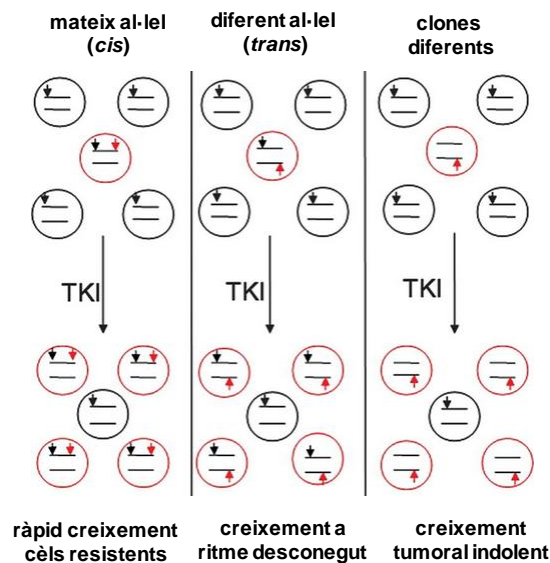 mateix al·lel
(cis)
diferent al·lel
(trans)
clones
diferents
TKI
TKI
TKI
ràpid creixement
cèls resistents
creixement a
ritme desconegut
creixement
tumoral indolent